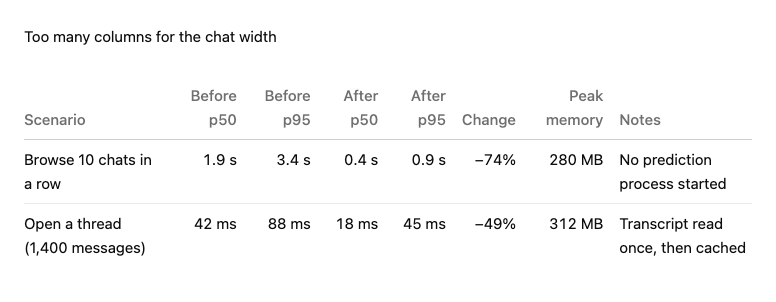 Too many columns for the chat width
Before Before After After Peak
Scenario p50 p95 p50 p95 Change memory Notes
Browse 10 chats in 1.9 s 3.4 s 0.4 s 0.9 s −74% 280 MB No prediction
a row process started
Open a thread 42 ms 88 ms 18 ms 45 ms −49% 312 MB Transcript read
(1,400 messages) once, then cached